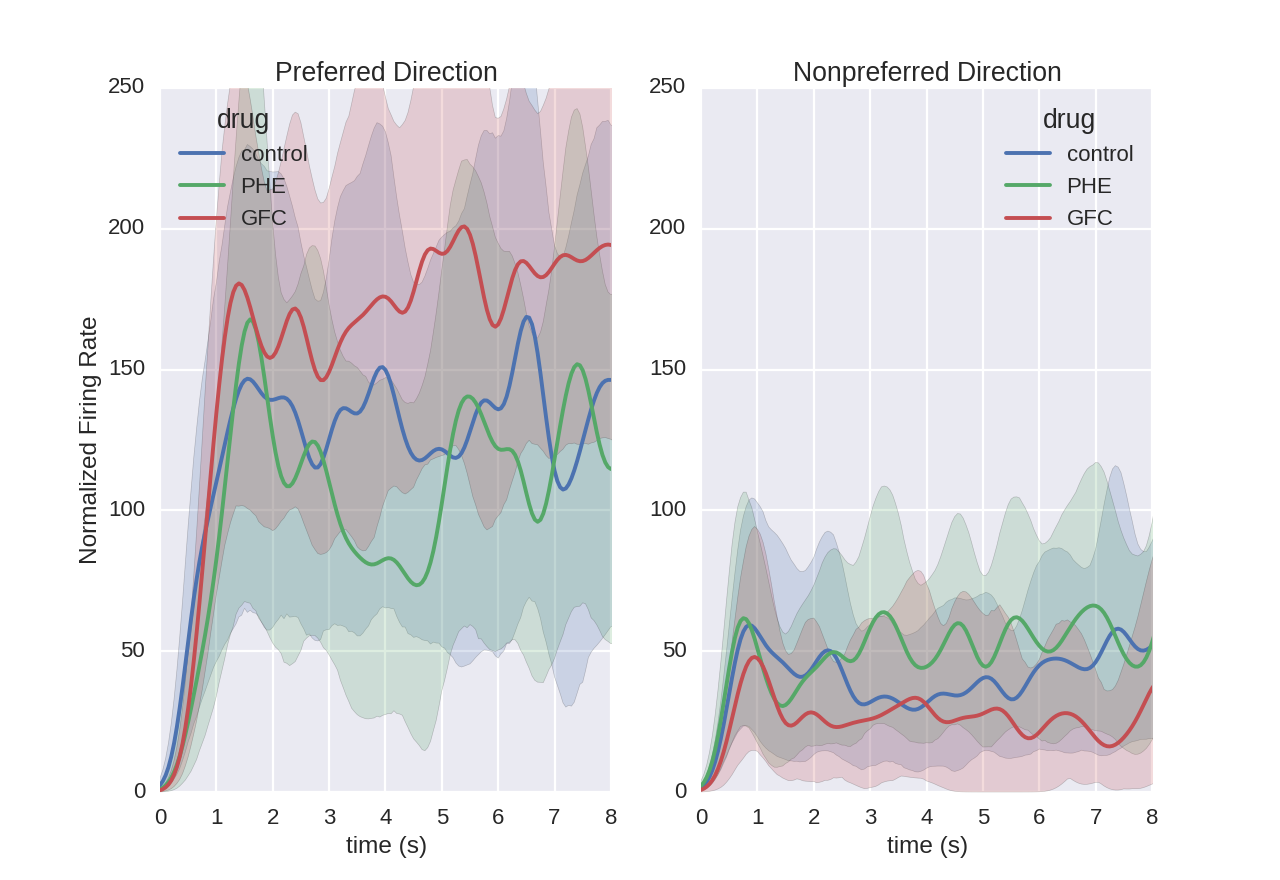 Preferred Direction
Nonpreferred Direction
250
200
150
100
50
0
Normalized Firing Rate
drug
control
PHE
GFC
0 1 2 3 4 5 6 7 8
time (s)
250
200
150
100
50
0
drug
control
PHE
GFC
0 1 2 3 4 5 6 7 8
time (s)